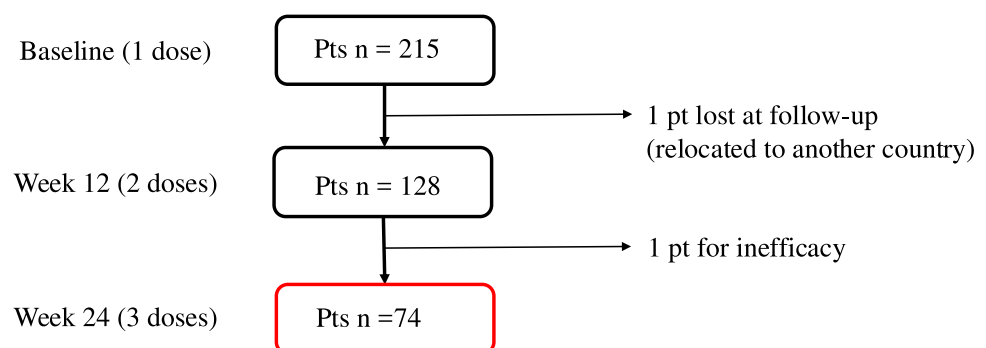 Baseline (1 dose)
Pts n = 215
1 pt lost at follow-up
(relocated to another country)
Week 12 (2 doses)
Pts n = 128
1 pt for inefficacy
Week 24 (3 doses)
Pts n =74